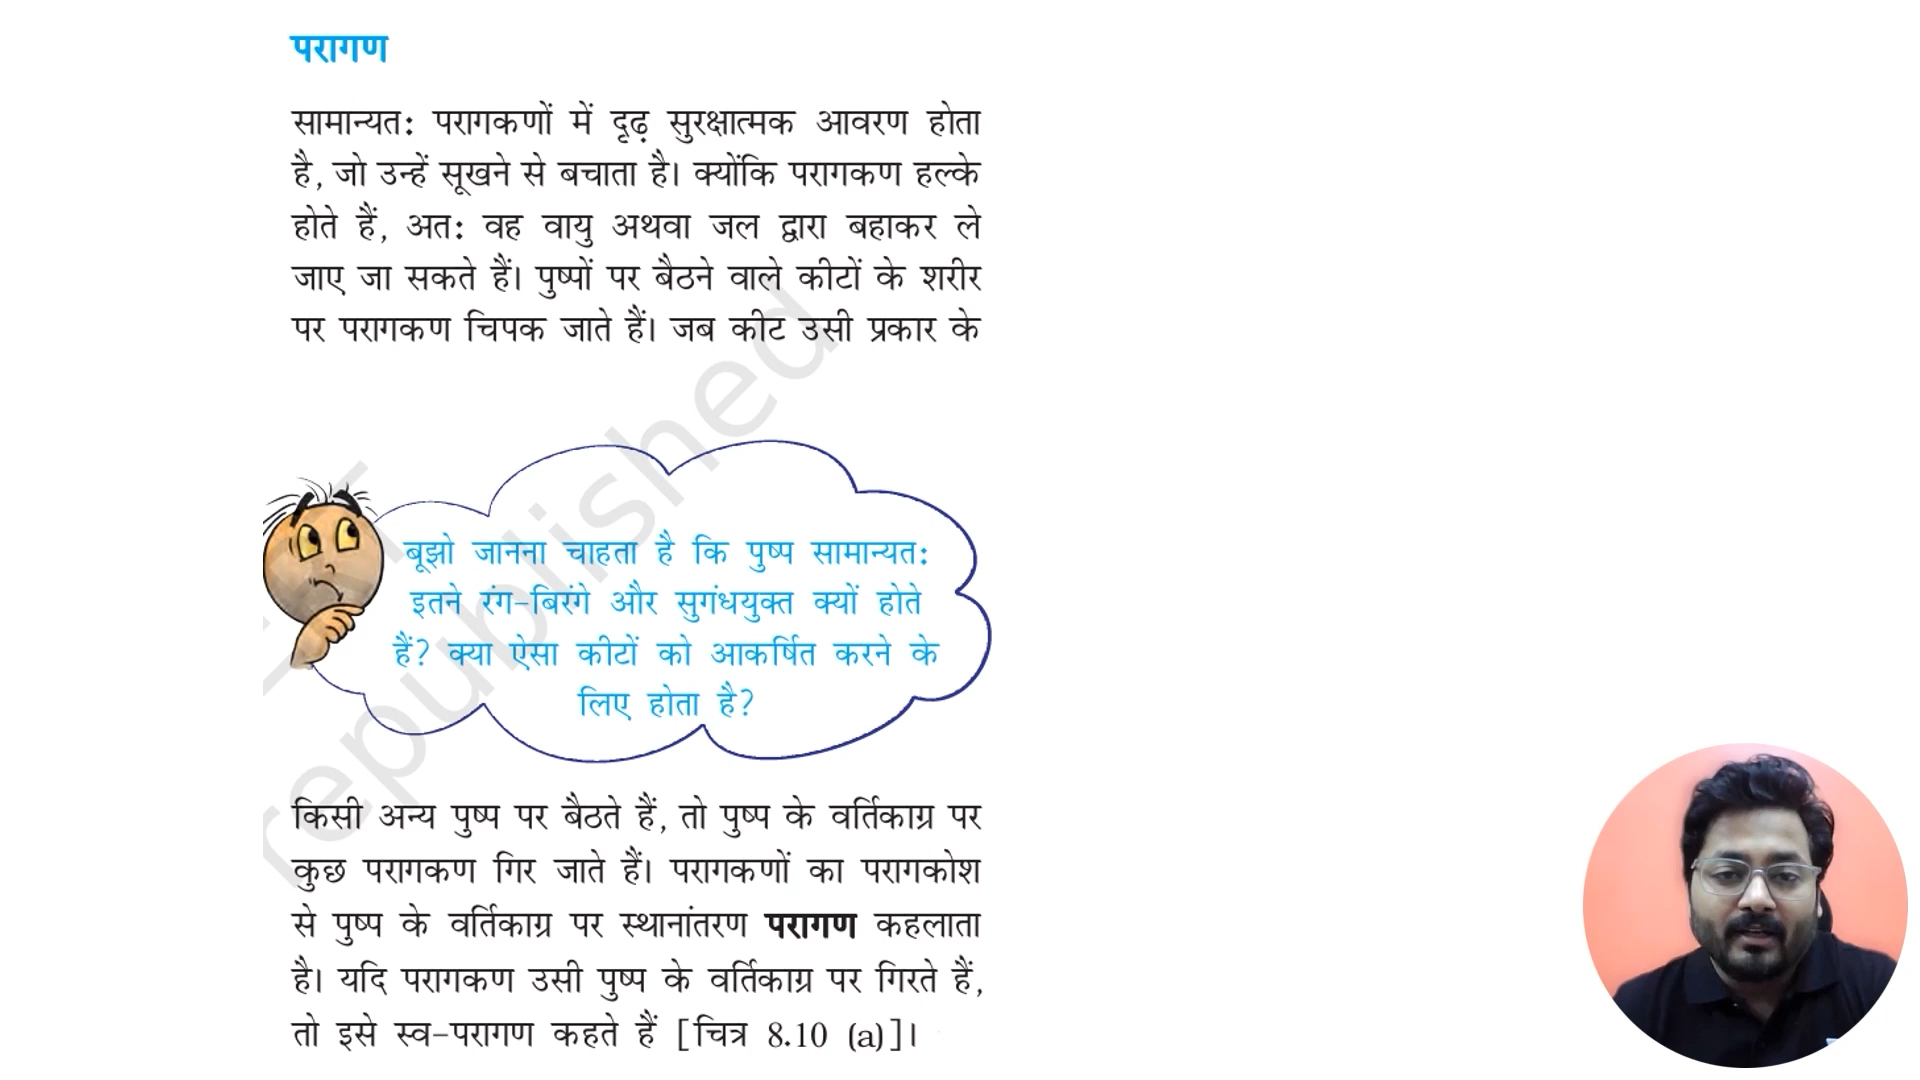 परागण
सामान्यत: परागकणों में दृढ़ सुरक्षात्मक आवरण होता
है, जो उन्हें सूखने से बचाता है। क्योंकि परागकण हल्के
होते हैं, अत: वह वायु अथवा जल द्वारा बहाकर ले
जाए जा सकते हैं। पुष्पों पर बैठने वाले कीटों के शरीर
पर परागकण चिपक जाते हैं। जब कीट उसी प्रकार के
बूझो जानना चाहता है कि पुष्प सामान्यत:
इतने रंग-बिरंगे और सुगंधयुक्त क्यों होते
हैं? क्या ऐसा कीटों को आकर्षित करने के
लिए होता है?
किसी अन्य पुष्प पर बैठते हैं, तो पुष्प के वर्तिकाग्र पर
कुछ परागकण गिर जाते हैं। परागकणों का परागकोश
से पुष्प के वर्तिकाग्र पर स्थानांतरण परागण कहलाता
है। यदि परागकण उसी पुष्प के वर्तिकाग्र पर गिरते हैं,
तो इसे स्व-परागण कहते हैं [चित्र 8.10 (a)]।
republished